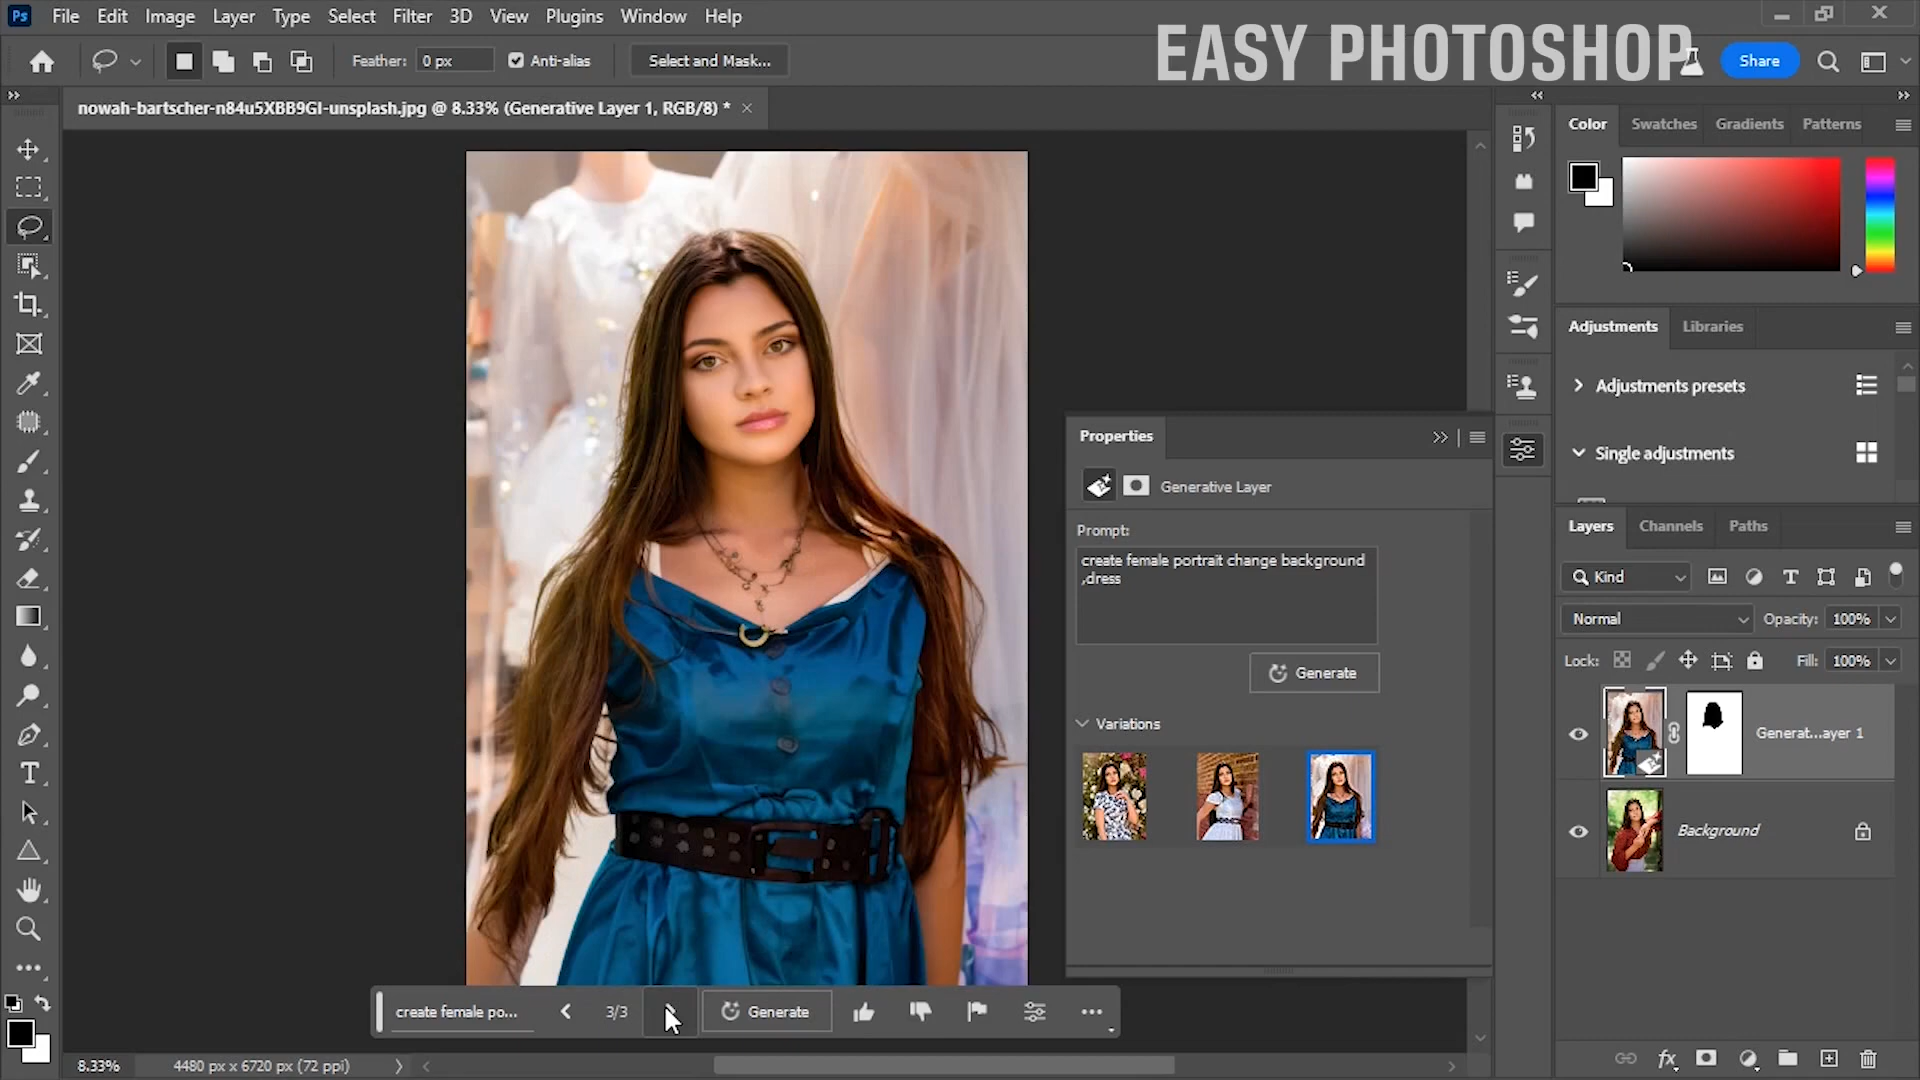 Ps File Edit Image Layer Type Select Filter 3D View Plugins Window Help
EASY PHOTOSHOP
Feather: 0 px Anti-alias Select and Mask... Share
nowah-bartscher-n84u5XBB9GI-unsplash.jpg @ 8.33% (Generative Layer 1, RGB/8) *
Color Swatches Gradients Patterns
Adjustments Libraries
Adjustments presets
Single adjustments
Properties
Generative Layer
Prompt:
create female portrait change background
,dress
Generate
Variations
Layers Channels Paths
Kind
Normal Opacity: 100%
Lock: Fill: 100%
Generat...ayer 1
Background
create female po... 3/3 Generate
8.33% 4480 px x 6720 px (72 ppi)